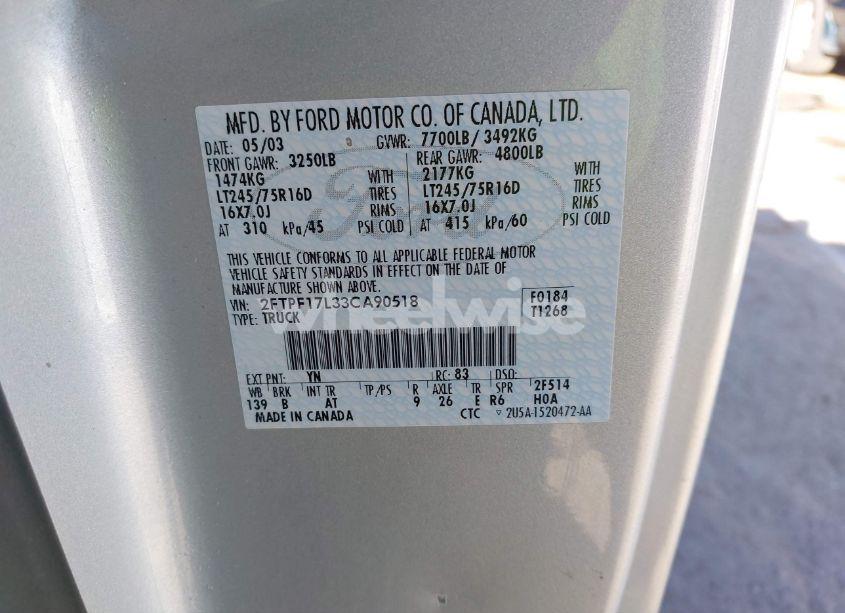 MFD. BY FORD MOTOR CO. OF CANADA, LTD.
DATE: 05/03 GVWR: 7700LB/ 3492KG
FRONT GAWR: 3250LB REAR GAWR: 4800LB
1474KG WITH 2177KG WITH
LT245/75R16D TIRES LT245/75R16D TIRES
16X7.0J RIMS 16X7.0J RIMS
AT 310 kPa/45 PSI COLD AT 415 kPa/60 PSI COLD
Ford
THIS VEHICLE CONFORMS TO ALL APPLICABLE FEDERAL MOTOR
VEHICLE SAFETY STANDARDS IN EFFECT ON THE DATE OF
MANUFACTURE SHOWN ABOVE.
VIN: 2FTPF17L33CA90518 F0184
TYPE: TRUCK T1268
wheelwise
EXT PNT: YN RC: 83 DSO:
WB BRK INT TR TP/PS R AXLE TR SPR 2F514
139 B AT 9 26 E R6 H0A
MADE IN CANADA CTC ▽ 2U5A-1520472-AA